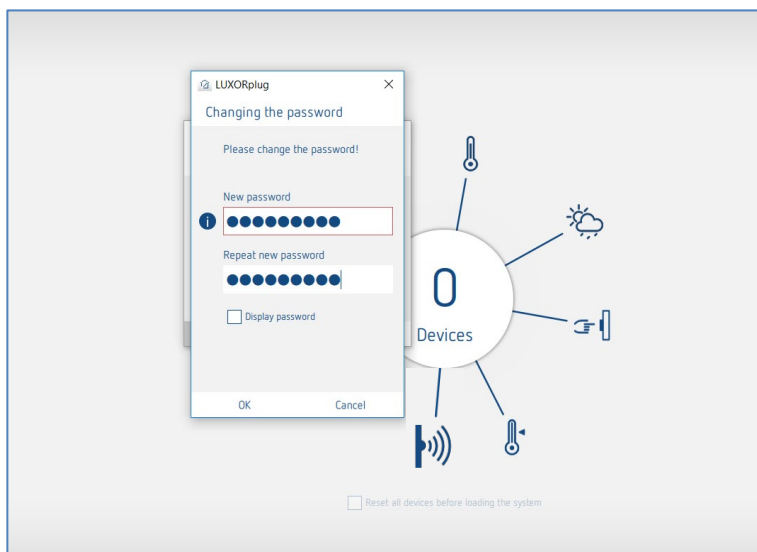 LUXORplug
Changing the password
Please change the password!
New password
●●●●●●●●●
Repeat new password
●●●●●●●●●
Display password
OK Cancel
0
Devices
Reset all devices before loading the system